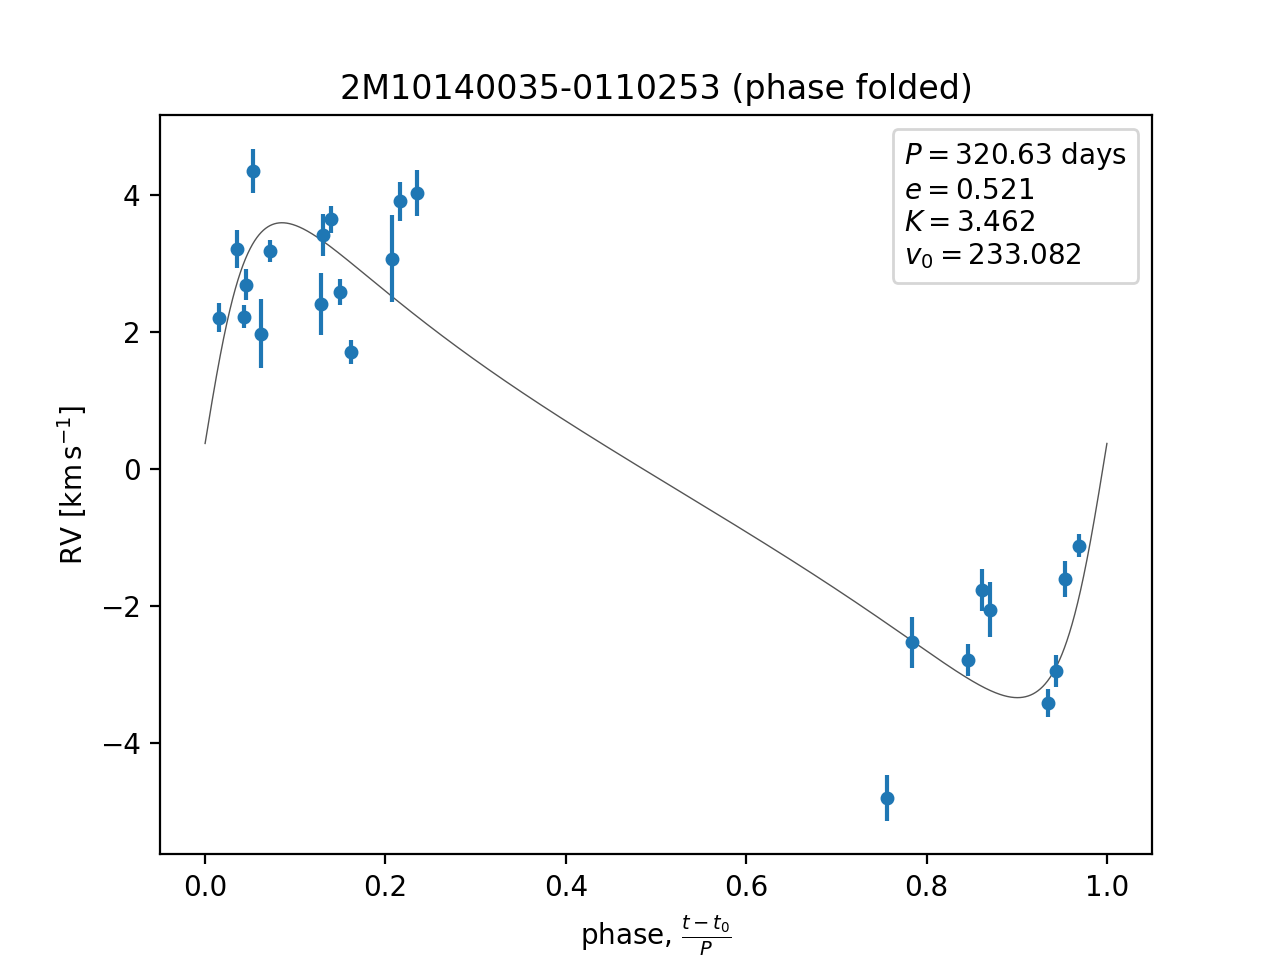 2M10140035-0110253 (phase folded)
P = 320.63 days
e = 0.521
K = 3.462
v₀ = 233.082
RV [km s⁻¹]
4
2
0
−2
−4
0.0 0.2 0.4 0.6 0.8 1.0
phase, (t − t₀)/P